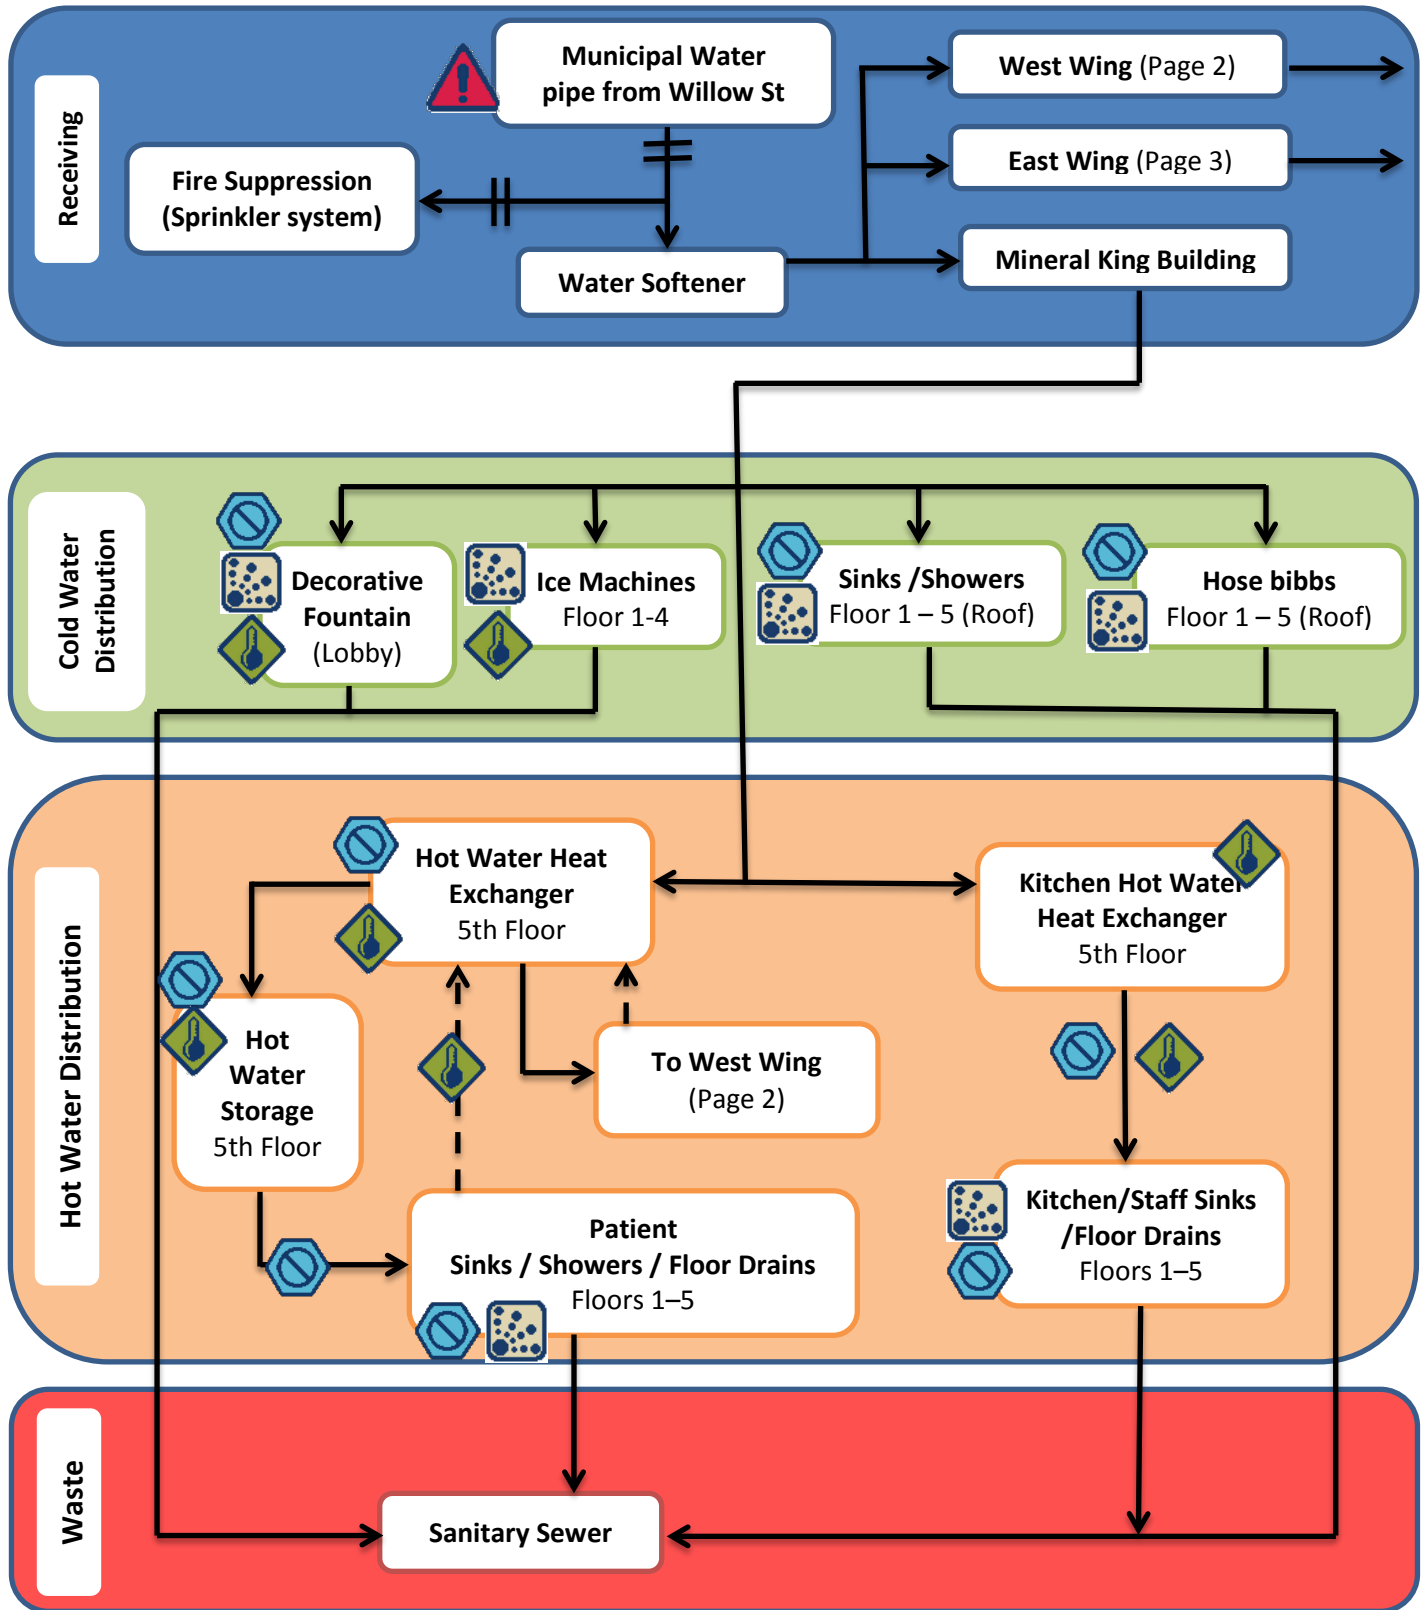 Receiving
Municipal Water
pipe from Willow St
West Wing (Page 2)
East Wing (Page 3)
Fire Suppression
(Sprinkler system)
Water Softener
Mineral King Building
Cold Water
Distribution
Decorative
Fountain
(Lobby)
Ice Machines
Floor 1-4
Sinks /Showers
Floor 1 – 5 (Roof)
Hose bibbs
Floor 1 – 5 (Roof)
Hot Water Distribution
Hot Water Heat
Exchanger
5th Floor
Kitchen Hot Water
Heat Exchanger
5th Floor
Hot
Water
Storage
5th Floor
To West Wing
(Page 2)
Patient
Sinks / Showers / Floor Drains
Floors 1–5
Kitchen/Staff Sinks
/Floor Drains
Floors 1–5
Waste
Sanitary Sewer